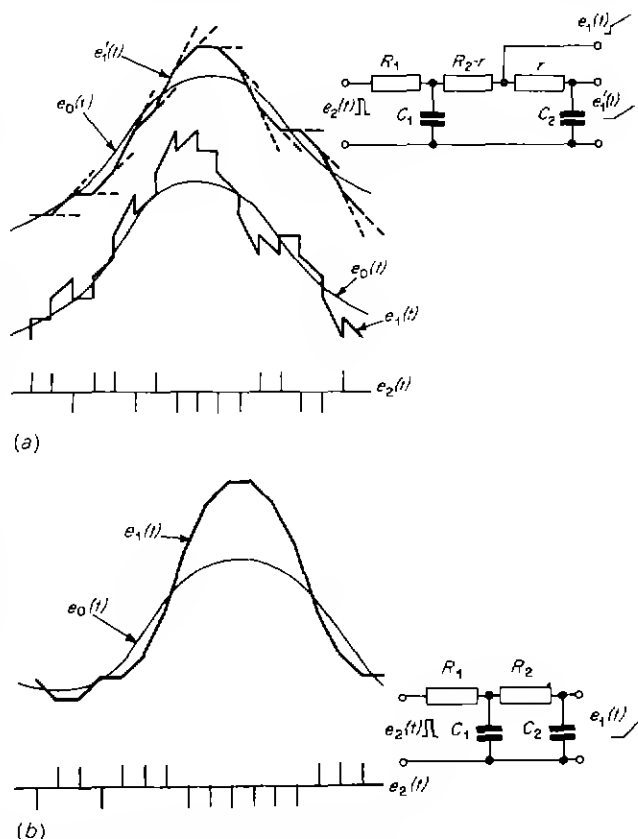 e₁'(t)
e₀(t)
e₀(t)
e₁(t)
e₂(t)
(a)
e₁(t)
R₁
R₂-r
r
e₂(t)
C₁
C₂
e₁'(t)
e₁(t)
e₀(t)
e₂(t)
(b)
R₁
R₂
e₂(t)
C₁
C₂
e₁(t)